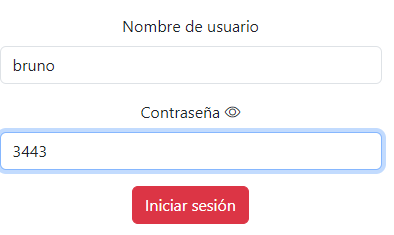 Nombre de usuario
bruno
Contraseña
3443
Iniciar sesión